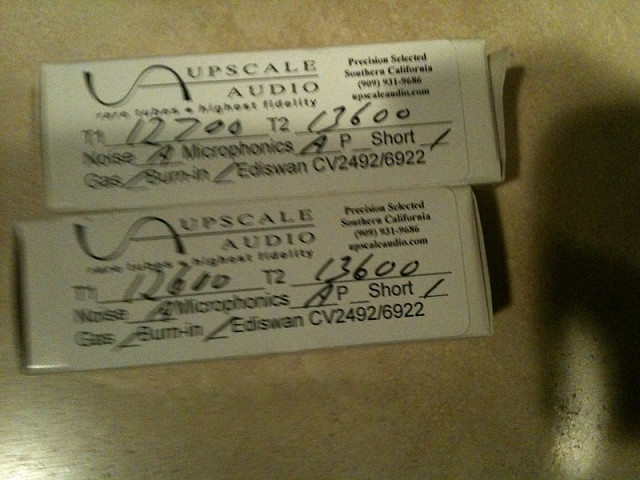 UPSCALE
AUDIO
rare tubes • highest fidelity
Precision Selected
Southern California
(909) 931-9686
upscaleaudio.com
T1 12700 T2 13600
Noise A Microphonics A P Short /
Gas / Burn-in / Ediswan CV2492/6922
UPSCALE
AUDIO
rare tubes • highest fidelity
Precision Selected
Southern California
(909) 931-9686
upscaleaudio.com
T1 12600 T2 13600
Noise A Microphonics A P Short /
Gas / Burn-in / Ediswan CV2492/6922